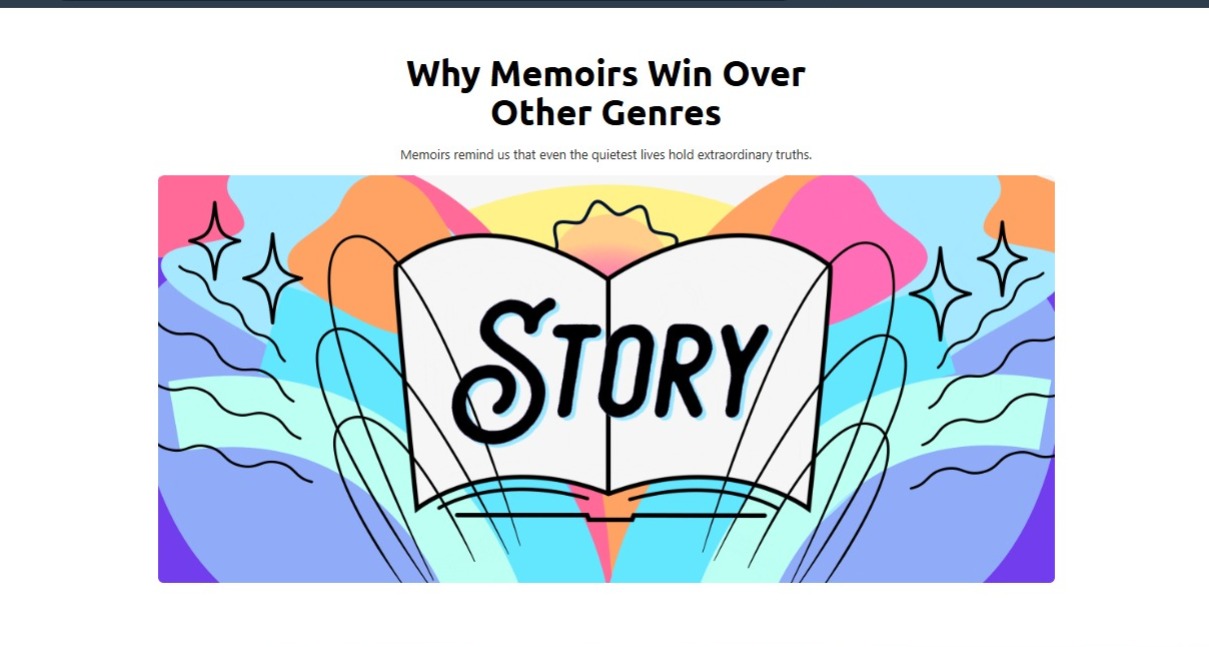 Why Memoirs Win Over
Other Genres
Memoirs remind us that even the quietest lives hold extraordinary truths.
STORY